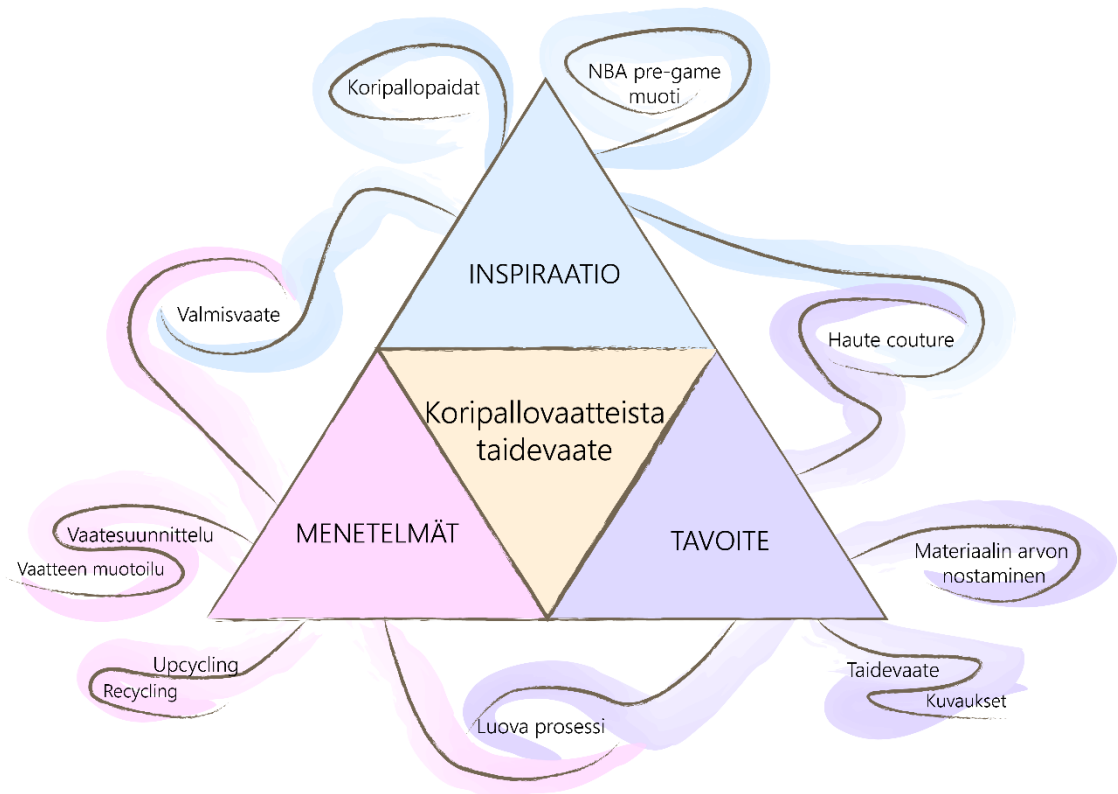 Koripallopaidat
NBA pre-game
muoti
INSPIRAATIO
Valmisvaate
Haute couture
Koripallovaatteista
taidevaate
MENETELMÄT
TAVOITE
Vaatesuunnittelu
Vaatteen muotoilu
Materiaalin arvon
nostaminen
Upcycling
Recycling
Luova prosessi
Taidevaate
Kuvaukset